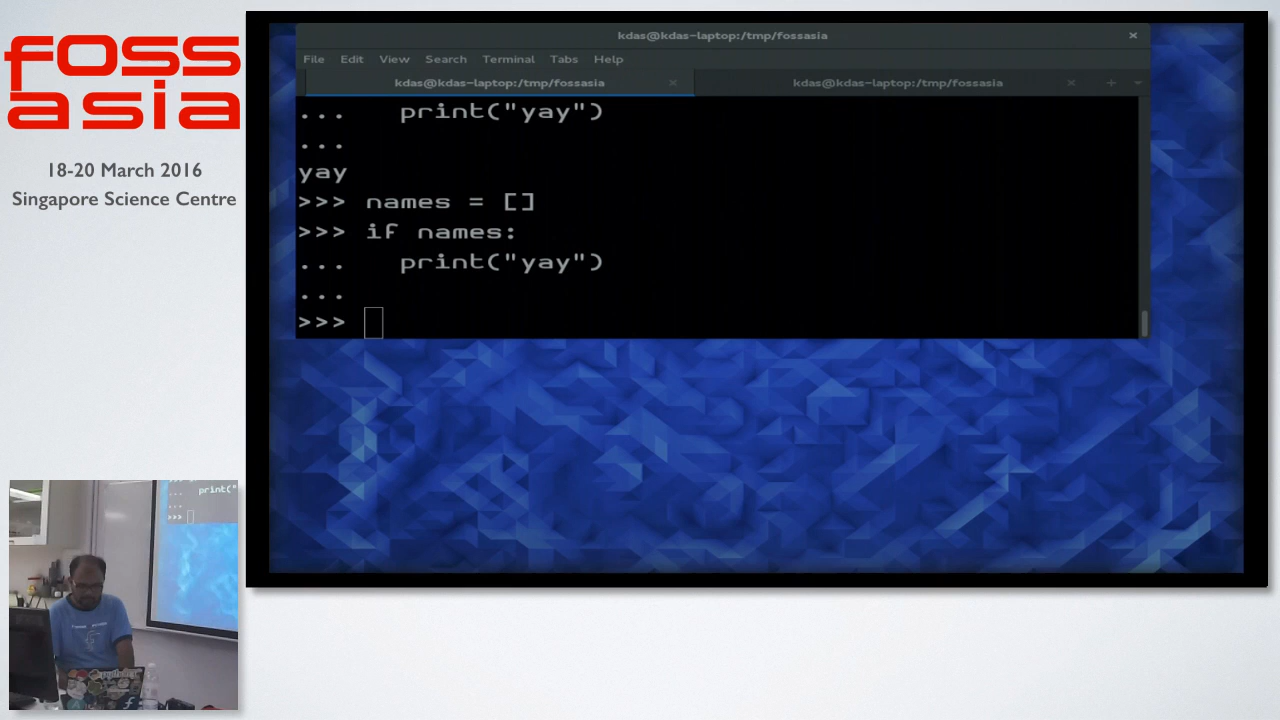 foss
asia
18-20 March 2016
Singapore Science Centre
kdas@kdas-laptop:/tmp/fossasia
File Edit View Search Terminal Tabs Help
kdas@kdas-laptop:/tmp/fossasia kdas@kdas-laptop:/tmp/fossasia
... print("yay")
...
yay
>>> names = []
>>> if names:
... print("yay")
...
>>>
... print("
...
>>>